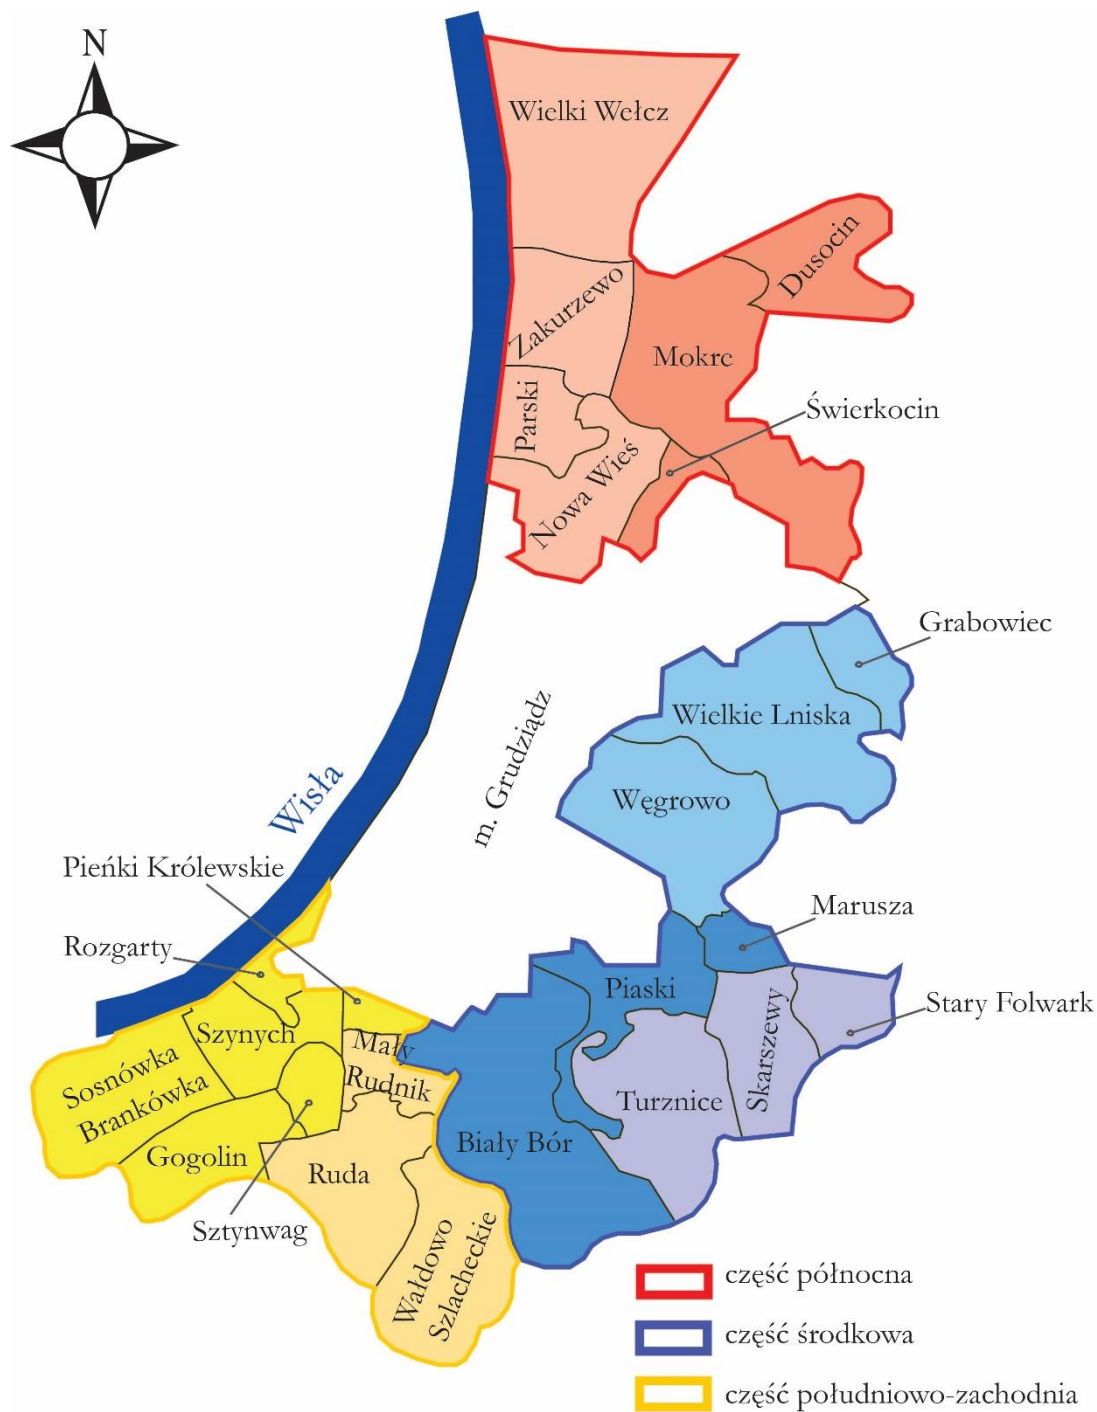 N
Wielki Wełcz
Dusocin
Zakurzewo
Mokre
Parski
Świerkocin
Nowa Wieś
Grabowiec
Wielkie Lniska
m. Grudziądz
Węgrowo
Wisła
Pieńki Królewskie
Marusza
Rozgarty
Piaski
Stary Folwark
Szynych
Mały
Rudnik
Skarszewy
Sosnówka
Brankówka
Turznice
Gogolin
Biały Bór
Ruda
Sztynwag
Wałdowo
Szlacheckie
część północna
część środkowa
część południowo-zachodnia